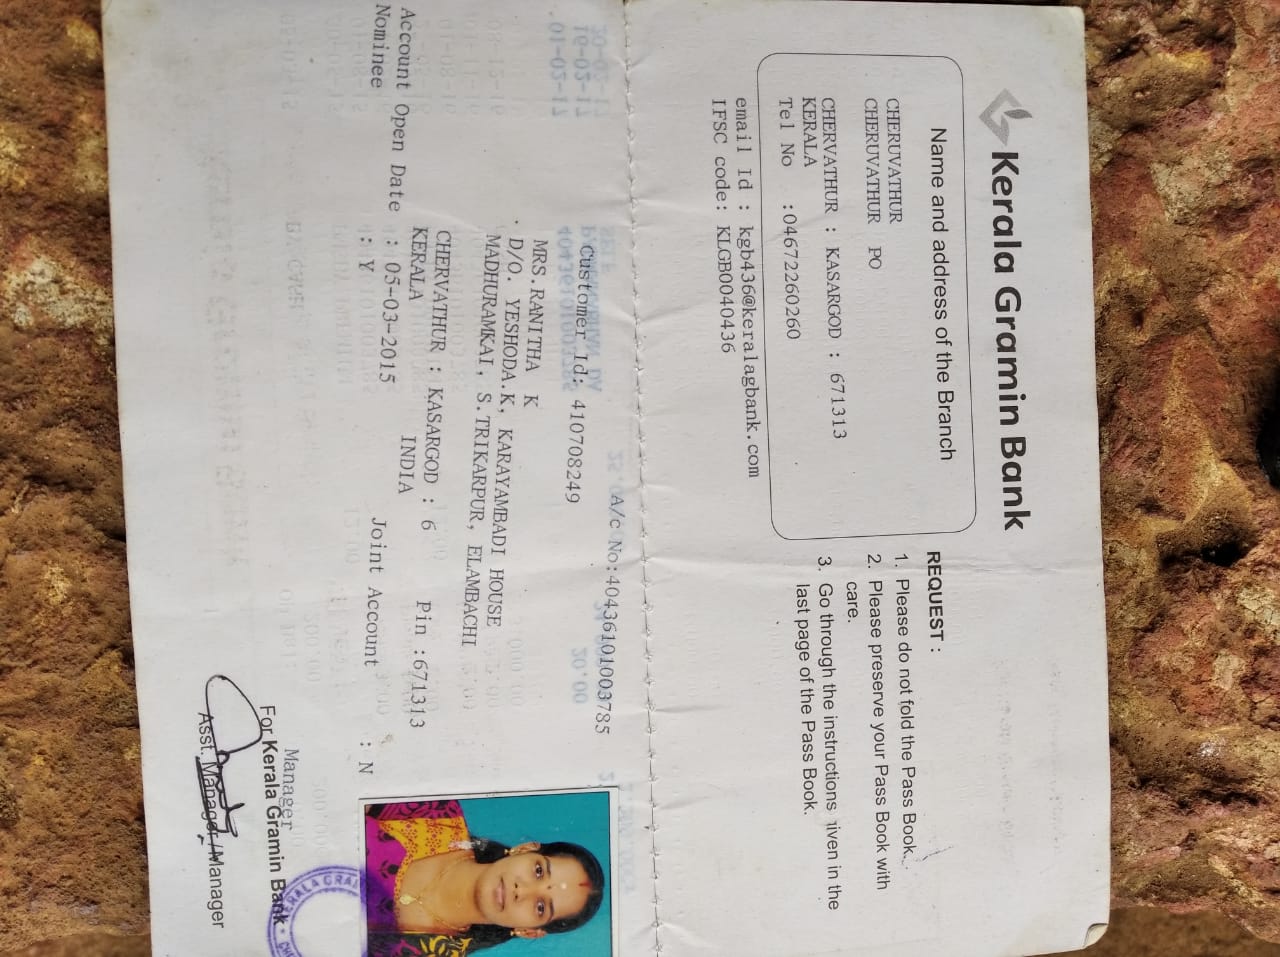 Kerala Gramin Bank
Name and address of the Branch
CHERUVATHUR
CHERUVATHUR PO
CHERVATHUR : KASARGOD : 671313
KERALA
Tel No :04672260260
email Id : kgb436@keralagbank.com
IFSC code: KLGB0040436
REQUEST :
1. Please do not fold the Pass Book.
2. Please preserve your Pass Book with
care.
3. Go through the instructions iven in the
last page of the Pass Book.
Customer Id: 410708249 A/c No:40436101003785
MRS.RANITHA K
D/O. YESHODA.K, KARAYAMBADI HOUSE
MADHURAMKAI, S.TRIKARPUR, ELAMBACHI
CHERVATHUR : KASARGOD : 6 Pin :671313
KERALA INDIA
Account Open Date : 05-03-2015 Joint Account : N
Nominee : Y
Manager
For Kerala Gramin Bank
Asst. Manager/Manager